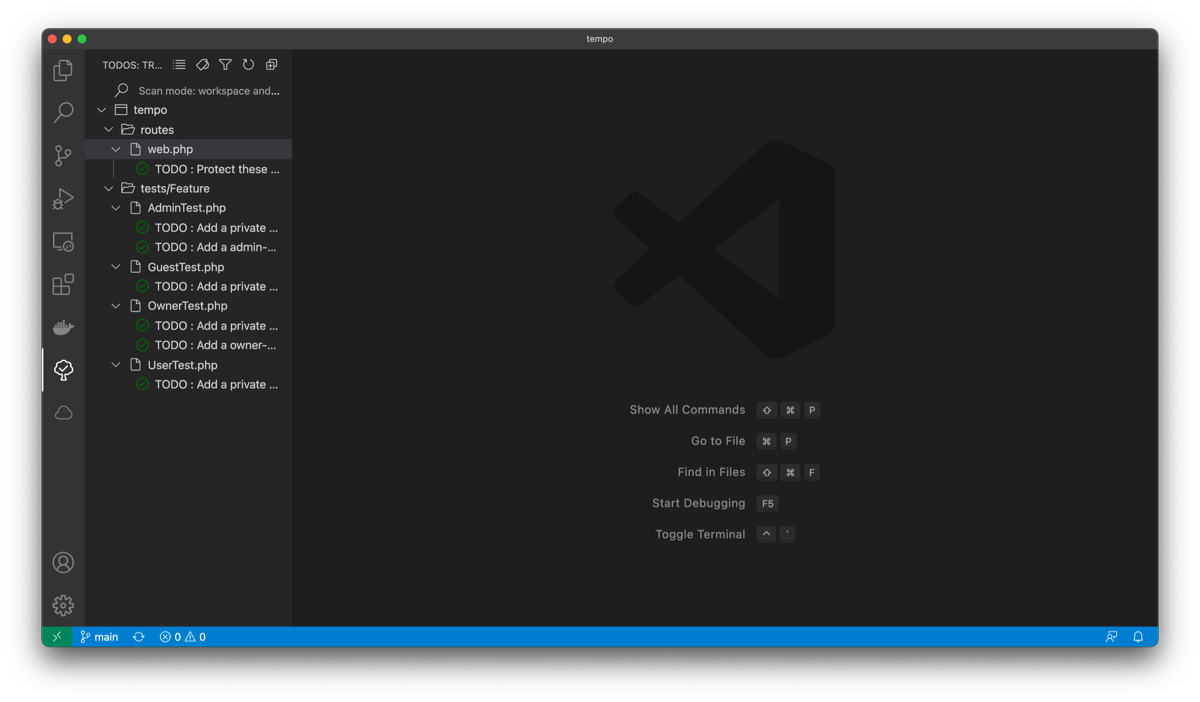 tempo
TODOS: TR...
Scan mode: workspace and...
tempo
routes
web.php
TODO : Protect these ...
tests/Feature
AdminTest.php
TODO : Add a private ...
TODO : Add a admin-...
GuestTest.php
TODO : Add a private ...
OwnerTest.php
TODO : Add a private ...
TODO : Add a owner-...
UserTest.php
TODO : Add a private ...
Show All Commands ⇧ ⌘ P
Go to File ⌘ P
Find in Files ⇧ ⌘ F
Start Debugging F5
Toggle Terminal ^ `
main 0 0